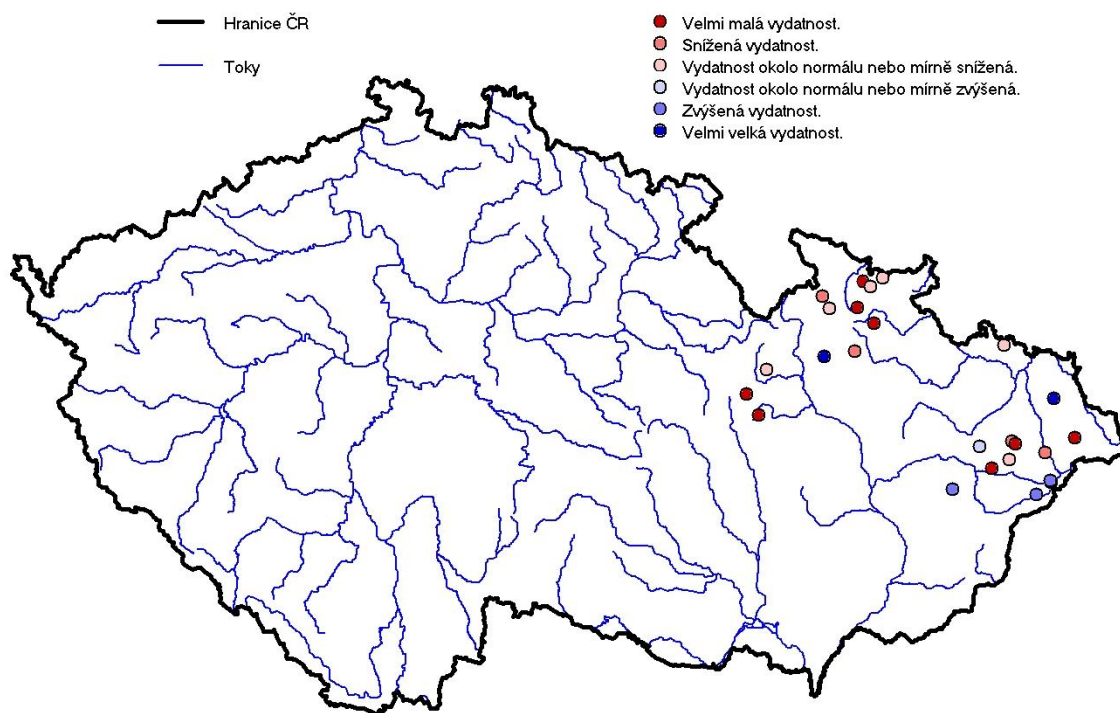 Hranice ČR
Toky
Velmi malá vydatnost.
Snížená vydatnost.
Vydatnost okolo normálu nebo mírně snížená.
Vydatnost okolo normálu nebo mírně zvýšená.
Zvýšená vydatnost.
Velmi velká vydatnost.